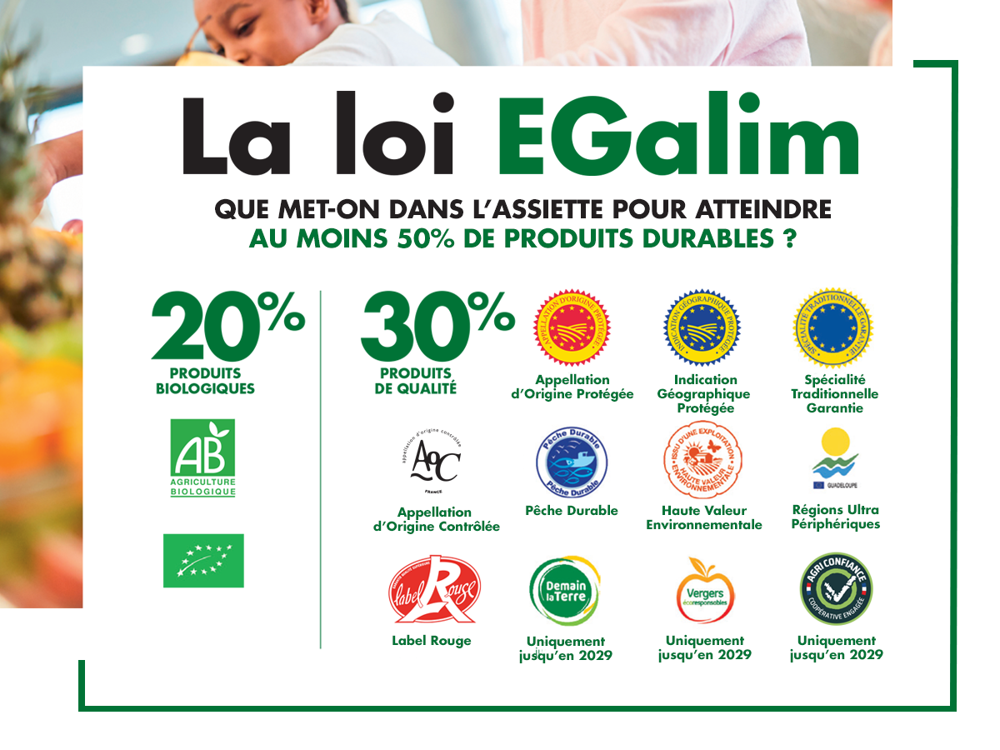 La loi EGalim
QUE MET-ON DANS L'ASSIETTE POUR ATTEINDRE
AU MOINS 50% DE PRODUITS DURABLES ?
20%
PRODUITS
BIOLOGIQUES
AB
AGRICULTURE
BIOLOGIQUE
30%
PRODUITS
DE QUALITÉ
APPELLATION D'ORIGINE PROTÉGÉE
Appellation
d'Origine Protégée
INDICATION GÉOGRAPHIQUE PROTÉGÉE
Indication
Géographique
Protégée
SPÉCIALITÉ TRADITIONNELLE GARANTIE
Spécialité
Traditionnelle
Garantie
appellation d'origine contrôlée
AOC
FRANCE
Appellation
d'Origine Contrôlée
Pêche Durable
Pêche Durable
Pêche Durable
ISSU D'UNE EXPLOITATION
HAUTE VALEUR
ENVIRONNEMENTALE
Haute Valeur
Environnementale
GUADELOUPE
Régions Ultra
Périphériques
label Rouge
Label Rouge
Demain
la Terre
Uniquement
jusqu'en 2029
Vergers
écoresponsables
Uniquement
jusqu'en 2029
AGRI CONFIANCE
COOPÉRATIVE ENGAGÉE
Uniquement
jusqu'en 2029